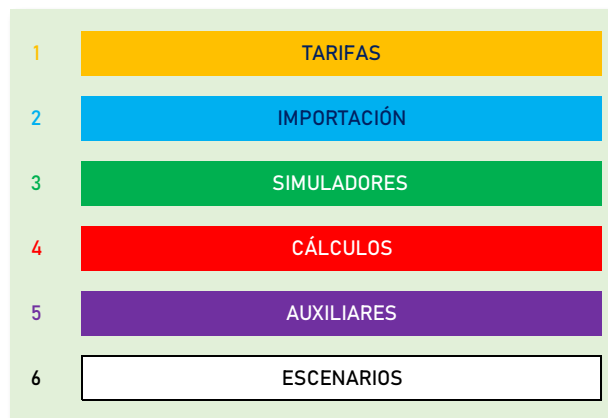 1 TARIFAS
2 IMPORTACIÓN
3 SIMULADORES
4 CÁLCULOS
5 AUXILIARES
6 ESCENARIOS